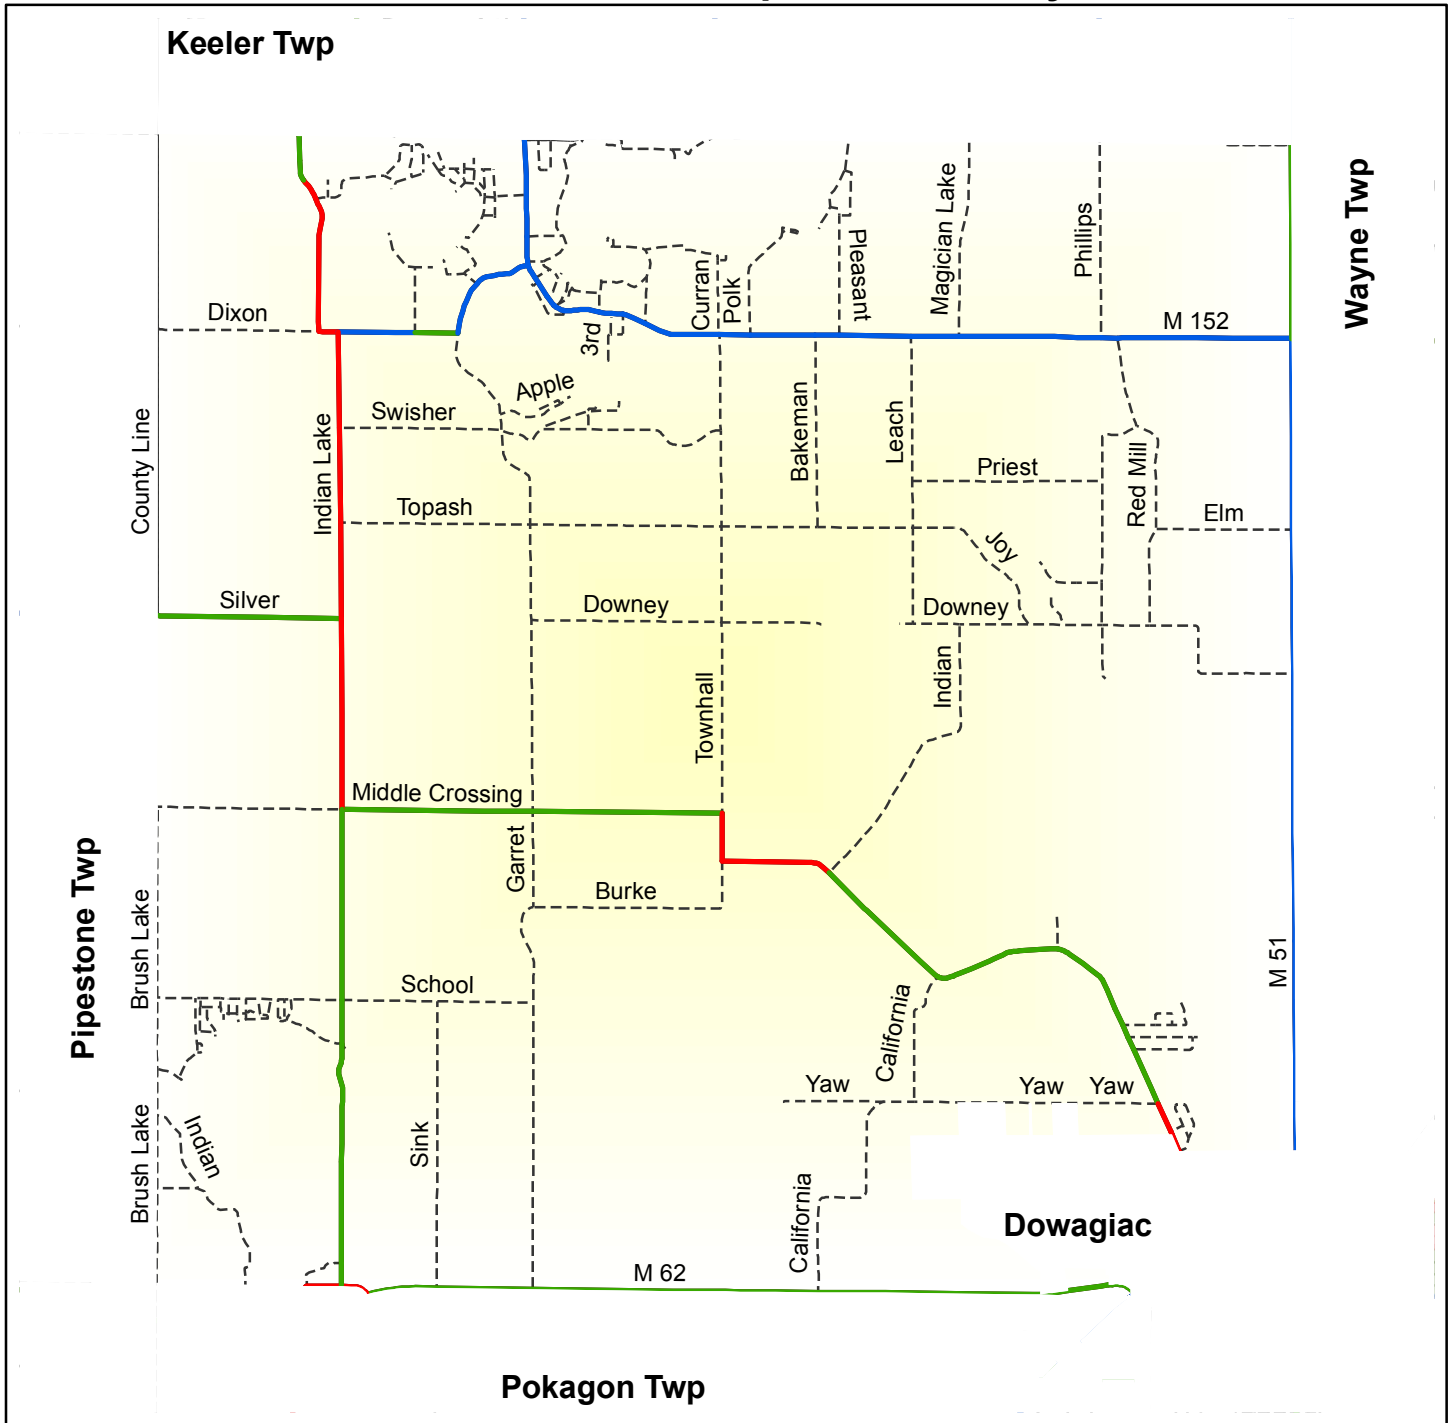 Keeler Twp
Wayne Twp
Pleasant
Magician Lake
Phillips
Curran
Polk
Dixon
3rd
M 152
Apple
Swisher
County Line
Indian Lake
Bakeman
Leach
Priest
Red Mill
Topash
Elm
Joy
Silver
Downey
Downey
Indian
Townhall
Middle Crossing
Garret
Pipestone Twp
Burke
Brush Lake
M 51
School
California
Yaw
Yaw
Yaw
Brush Lake
Indian
Sink
California
Dowagiac
M 62
Pokagon Twp